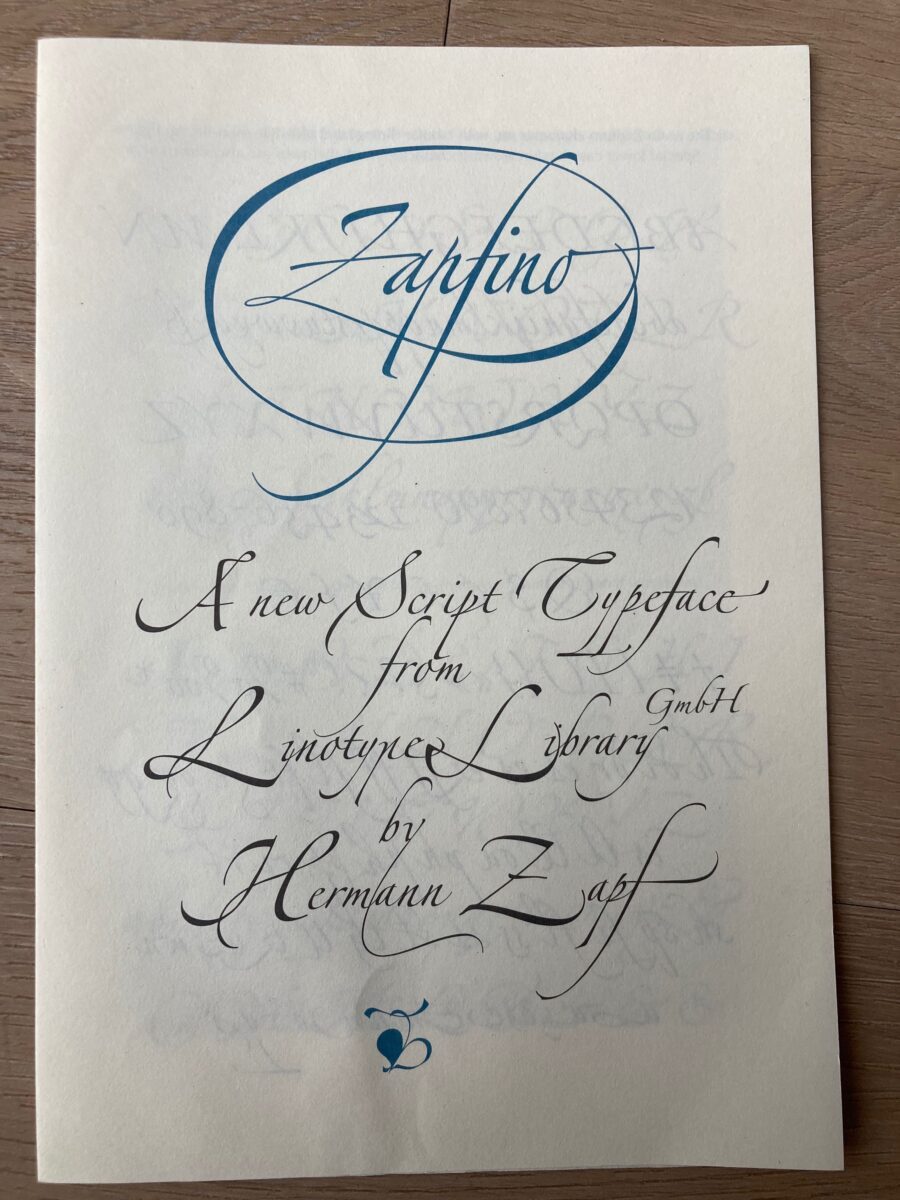 Zapfino
A new Script Typeface
from
Linotype Library GmbH
by
Hermann Zapf